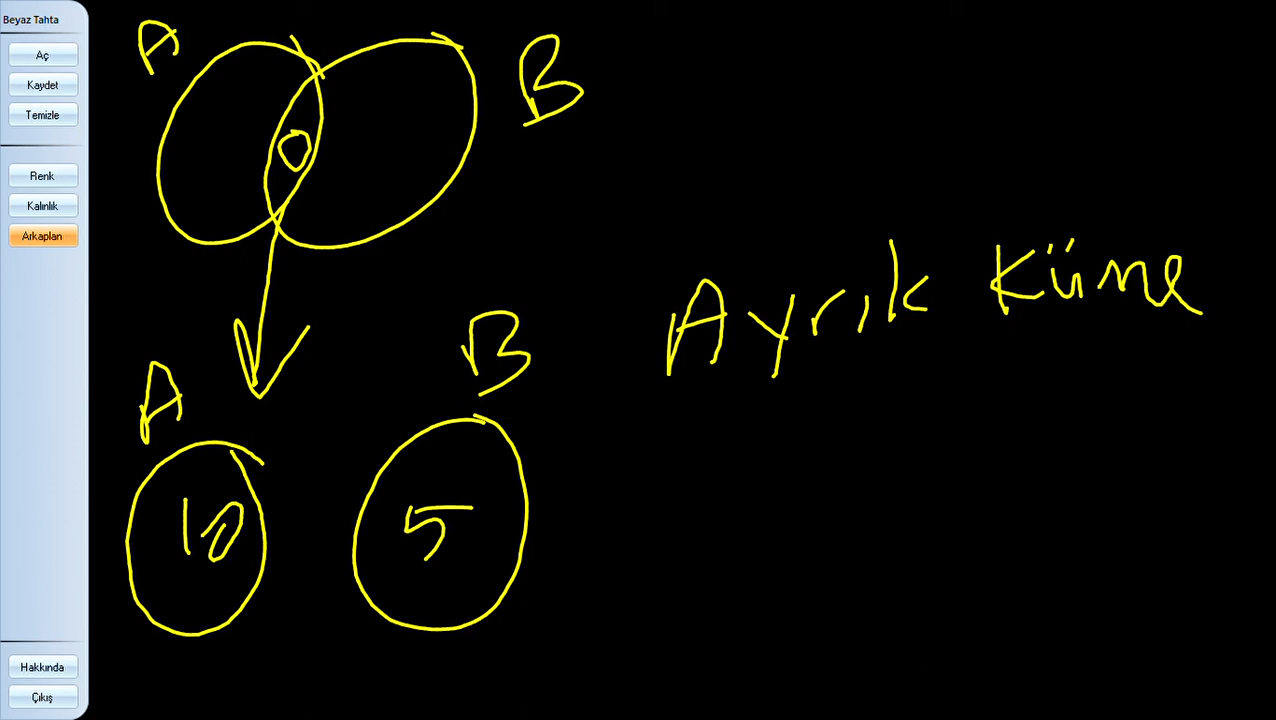 Beyaz Tahta
Aç
Kaydet
Temizle
Renk
Kalınlık
Arkaplan
Hakkında
Çıkış
A
B
0
Ayrık Küme
A
B
10
5